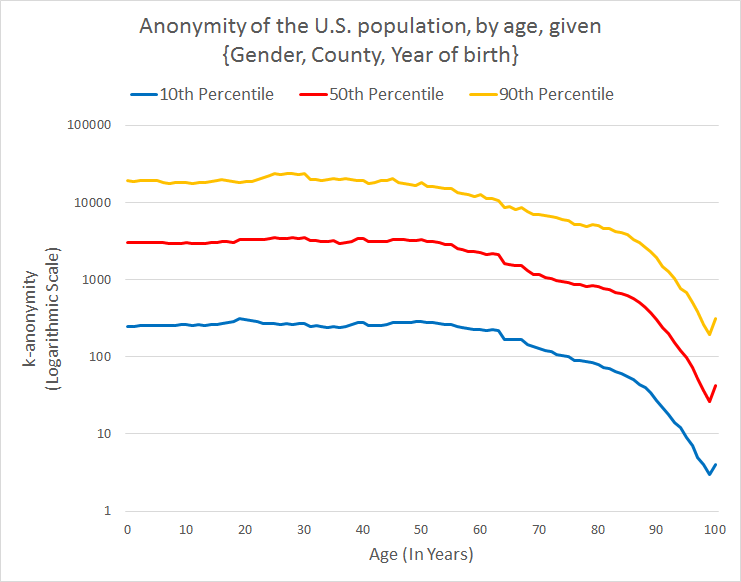 Anonymity of the U.S. population, by age, given
{Gender, County, Year of birth}
10th Percentile 50th Percentile 90th Percentile
100000
10000
1000
100
10
1
k-anonymity
(Logarithmic Scale)
0 10 20 30 40 50 60 70 80 90 100
Age (In Years)